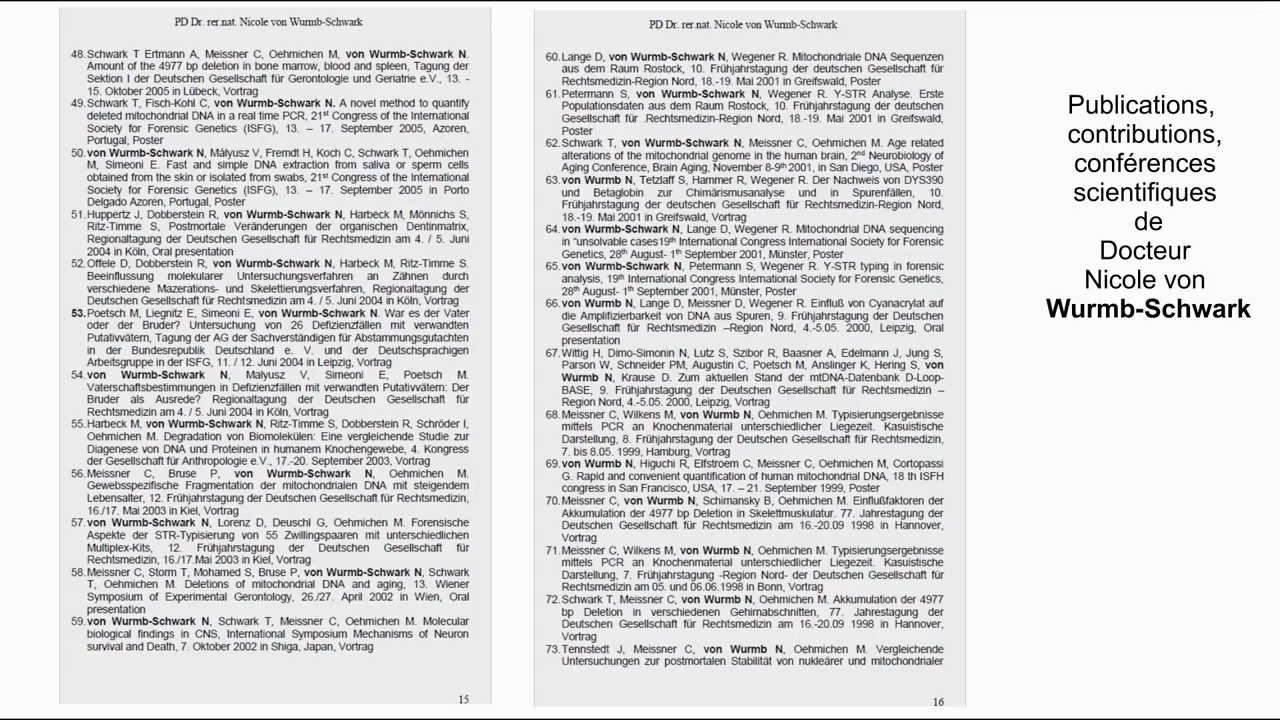 PD Dr. rer.nat. Nicole von Wurmb-Schwark
48. Schwark T Ertmann A, Meissner C, Oehmichen M, von Wurmb-Schwark N.
Amount of the 4977 bp deletion in bone marrow, blood and spleen, Tagung der
Sektion I der Deutschen Gesellschaft für Gerontologie und Geriatrie e.V., 13. -
15. Oktober 2005 in Lübeck, Vortrag
49. Schwark T, Fisch-Kohl C, von Wurmb-Schwark N. A novel method to quantify
deleted mitochondrial DNA in a real time PCR, 21st Congress of the International
Society for Forensic Genetics (ISFG), 13. – 17. September 2005, Azoren,
Portugal, Poster
50. von Wurmb-Schwark N, Mályusz V, Fremdt H, Koch C, Schwark T, Oehmichen
M, Simeoni E. Fast and simple DNA extraction from saliva or sperm cells
obtained from the skin or isolated from swabs, 21st Congress of the International
Society for Forensic Genetics (ISFG), 13. – 17. September 2005 in Porto
Delgado Azoren, Portugal, Poster
51. Huppertz J, Dobberstein R, von Wurmb-Schwark N, Harbeck M, Mönnichs S,
Ritz-Timme S, Postmortale Veränderungen der organischen Dentinmatrix,
Regionaltagung der Deutschen Gesellschaft für Rechtsmedizin am 4. / 5. Juni
2004 in Köln, Oral presentation
52. Offele D, Dobberstein R, von Wurmb-Schwark N, Harbeck M, Ritz-Timme S.
Beeinflussung molekularer Untersuchungsverfahren an Zähnen durch
verschiedene Mazerations- und Skelettierungsverfahren, Regionaltagung der
Deutschen Gesellschaft für Rechtsmedizin am 4. / 5. Juni 2004 in Köln, Vortrag
53. Poetsch M, Liegnitz E, Simeoni E, von Wurmb-Schwark N. War es der Vater
oder der Bruder? Untersuchung von 26 Defizienzfällen mit verwandten
Putativvätern, Tagung der AG der Sachverständigen für Abstammungsgutachten
in der Bundesrepublik Deutschland e. V. und der Deutschsprachigen
Arbeitsgruppe in der ISFG, 11. / 12. Juni 2004 in Leipzig, Vortrag
54. von Wurmb-Schwark N, Malyusz V, Simeoni E, Poetsch M.
Vaterschaftsbestimmungen in Defizienzfällen mit verwandten Putativvätern: Der
Bruder als Ausrede? Regionaltagung der Deutschen Gesellschaft für
Rechtsmedizin am 4. / 5. Juni 2004 in Köln, Vortrag
55. Harbeck M, von Wurmb-Schwark N, Ritz-Timme S, Dobberstein R, Schröder I,
Oehmichen M. Degradation von Biomolekülen: Eine vergleichende Studie zur
Diagenese von DNA und Proteinen in humanem Knochengewebe, 4. Kongress
der Gesellschaft für Anthropologie e.V., 17.-20. September 2003, Vortrag
56. Meissner C, Bruse P, von Wurmb-Schwark N, Oehmichen M.
Gewebsspezifische Fragmentation der mitochondrialen DNA mit steigendem
Lebensalter, 12. Frühjahrstagung der Deutschen Gesellschaft für Rechtsmedizin,
16./17. Mai 2003 in Kiel, Vortrag
57. von Wurmb-Schwark N, Lorenz D, Deuschl G, Oehmichen M. Forensische
Aspekte der STR-Typisierung von 55 Zwillingspaaren mit unterschiedlichen
Multiplex-Kits, 12. Frühjahrstagung der Deutschen Gesellschaft für
Rechtsmedizin, 16./17.Mai 2003 in Kiel, Vortrag
58. Meissner C, Storm T, Mohamed S, Bruse P, von Wurmb-Schwark N, Schwark
T, Oehmichen M. Deletions of mitochondrial DNA and aging, 13. Wiener
Symposium of Experimental Gerontology, 26./27. April 2002 in Wien, Oral
presentation
59. von Wurmb-Schwark N, Schwark T, Meissner C, Oehmichen M. Molecular
biological findings in CNS, International Symposium Mechanisms of Neuron
survival and Death, 7. Oktober 2002 in Shiga, Japan, Vortrag
15
PD Dr. rer.nat. Nicole von Wurmb-Schwark
60. Lange D, von Wurmb-Schwark N, Wegener R. Mitochondriale DNA Sequenzen
aus dem Raum Rostock, 10. Frühjahrstagung der deutschen Gesellschaft für
Rechtsmedizin-Region Nord, 18.-19. Mai 2001 in Greifswald, Poster
61. Petermann S, von Wurmb-Schwark N, Wegener R. Y-STR Analyse. Erste
Populationsdaten aus dem Raum Rostock, 10. Frühjahrstagung der deutschen
Gesellschaft für .Rechtsmedizin-Region Nord, 18.-19. Mai 2001 in Greifswald,
Poster
62. Schwark T, von Wurmb-Schwark N, Meissner C, Oehmichen M. Age related
alterations of the mitochondrial genome in the human brain, 2nd Neurobiology of
Aging Conference, Brain Aging, November 8-9th 2001, in San Diego, USA, Poster
63. von Wurmb-Schwark N, Tetzlaff S, Hammer R, Wegener R. Der Nachweis von DYS390
und Betaglobin zur Chimärismusanalyse und in Spurenfällen, 10.
Frühjahrstagung der deutschen Gesellschaft für Rechtsmedizin-Region Nord,
18.-19. Mai 2001 in Greifswald, Vortrag
64. von Wurmb-Schwark N, Lange D, Wegener R. Mitochondrial DNA sequencing
in "unsolvable cases19th International Congress International Society for Forensic
Genetics, 28th August- 1th September 2001, Münster, Poster
65. von Wurmb-Schwark N, Petermann S, Wegener R. Y-STR typing in forensic
analysis, 19th International Congress International Society for Forensic Genetics,
28th August- 1th September 2001, Münster, Poster
66. von Wurmb N, Lange D, Meissner D, Wegener R. Einfluß von Cyanacrylat auf
die Amplifizierbarkeit von DNA aus Spuren, 9. Frühjahrstagung der Deutschen
Gesellschaft für Rechtsmedizin –Region Nord, 4.-5.05. 2000, Leipzig, Oral
presentation
67. Wittig H, Dimo-Simonin N, Lutz S, Szibor R, Baasner A, Edelmann J, Jung S,
Parson W, Schneider PM, Augustin C, Poetsch M, Anslinger K, Hering S, von
Wurmb N, Krause D. Zum aktuellen Stand der mtDNA-Datenbank D-Loop-
BASE, 9. Frühjahrstagung der Deutschen Gesellschaft für Rechtsmedizin –
Region Nord, 4.-5.05. 2000, Leipzig, Vortrag
68. Meissner C, Wilkens M, von Wurmb N, Oehmichen M. Typisierungsergebnisse
mittels PCR an Knochenmaterial unterschiedlicher Liegezeit. Kasuistische
Darstellung, 8. Frühjahrstagung der Deutschen Gesellschaft für Rechtsmedizin,
7. bis 8.05. 1999, Hamburg, Vortrag
69. von Wurmb N, Higuchi R, Elfstroem C, Meissner C, Oehmichen M, Cortopassi
G. Rapid and convenient quantification of human mitochondrial DNA, 18 th ISFH
congress in San Francisco, USA, 17. – 21. September 1999, Poster
70. Meissner C, von Wurmb N, Schimansky B, Oehmichen M. Einflußfaktoren der
Akkumulation der 4977 bp Deletion in Skelettmuskulatur. 77. Jahrestagung der
Deutschen Gesellschaft für Rechtsmedizin am 16.-20.09 1998 in Hannover,
Vortrag
71. Meissner C, Wilkens M, von Wurmb N, Oehmichen M. Typisierungsergebnisse
mittels PCR an Knochenmaterial unterschiedlicher Liegezeit. Kasuistische
Darstellung, 7. Frühjahrstagung -Region Nord- der Deutschen Gesellschaft für
Rechtsmedizin am 05. und 06.06.1998 in Bonn, Vortrag
72. Schwark T, Meissner C, von Wurmb N, Oehmichen M. Akkumulation der 4977
bp Deletion in verschiedenen Gehirnabschnitten, 77. Jahrestagung der
Deutschen Gesellschaft für Rechtsmedizin am 16.-20.09 1998 in Hannover,
Vortrag
73. Tennstedt J, Meissner C, von Wurmb N, Oehmichen M. Vergleichende
Untersuchungen zur postmortalen Stabilität von nukleärer und mitochondrialer
16
Publications,
contributions,
conférences
scientifiques
de
Docteur
Nicole von
Wurmb-Schwark